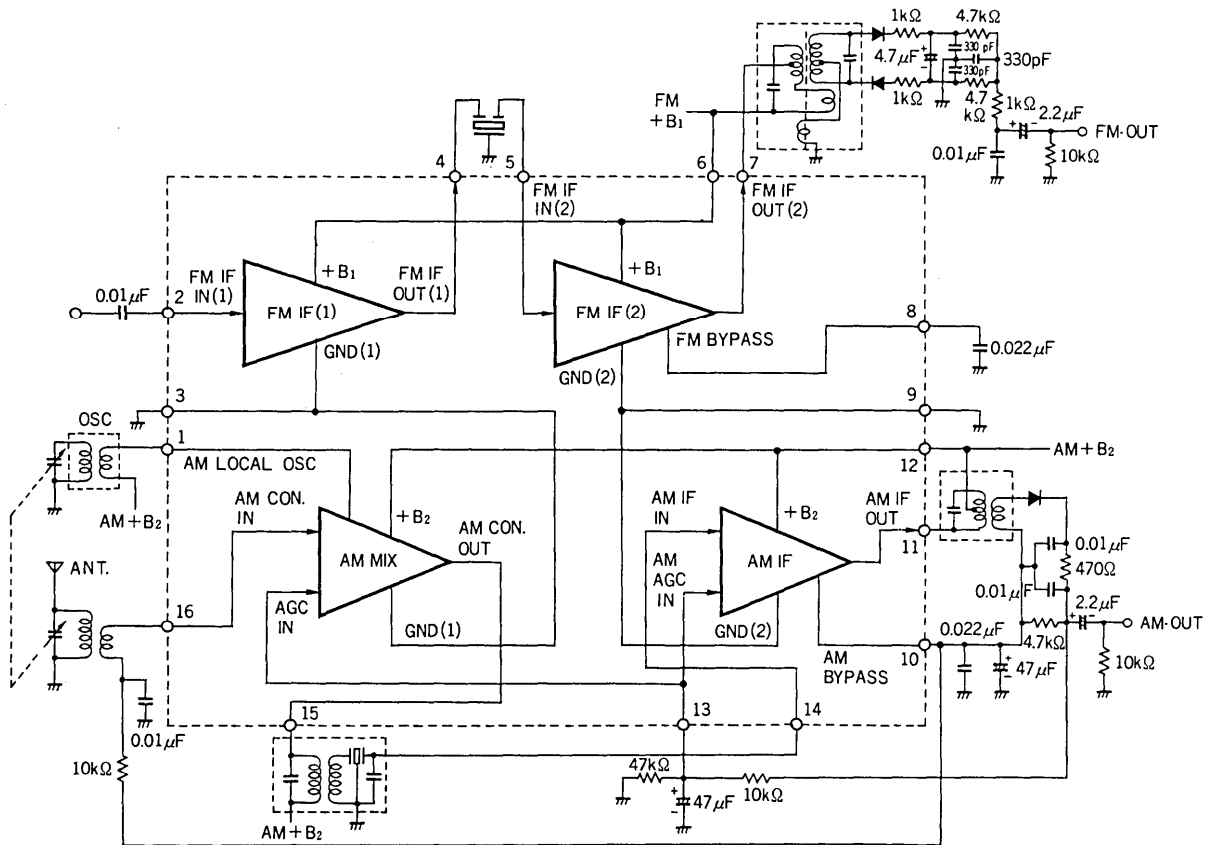 1kΩ
4.7kΩ
4.7µF
+
-
330 pF
330pF
330pF
1kΩ
4.7
kΩ
1kΩ
2.2µF
+ -
FM-OUT
0.01µF
10kΩ
FM
+B1
4
5
6
7
FM IF
IN(2)
FM IF
OUT(2)
+B1
+B1
0.01µF
2
FM IF
IN(1)
FM IF(1)
FM IF
OUT(1)
FM IF(2)
8
FM BYPASS
0.022µF
GND(1)
GND(2)
3
9
OSC
1
AM LOCAL OSC
12
AM+B2
AM+B2
AM CON.
IN
+B2
AM CON.
OUT
AM IF
IN
+B2
AM IF
OUT
11
AM MIX
AM IF
ANT.
16
AGC
IN
AM
AGC
IN
0.01µF
470Ω
0.01µF
2.2µF
+ -
AM-OUT
GND(1)
GND(2)
AM
BYPASS
10
0.022µF
4.7kΩ
+
-
47µF
10kΩ
0.01µF
15
13
14
10kΩ
47kΩ
10kΩ
+
-
47µF
AM+B2